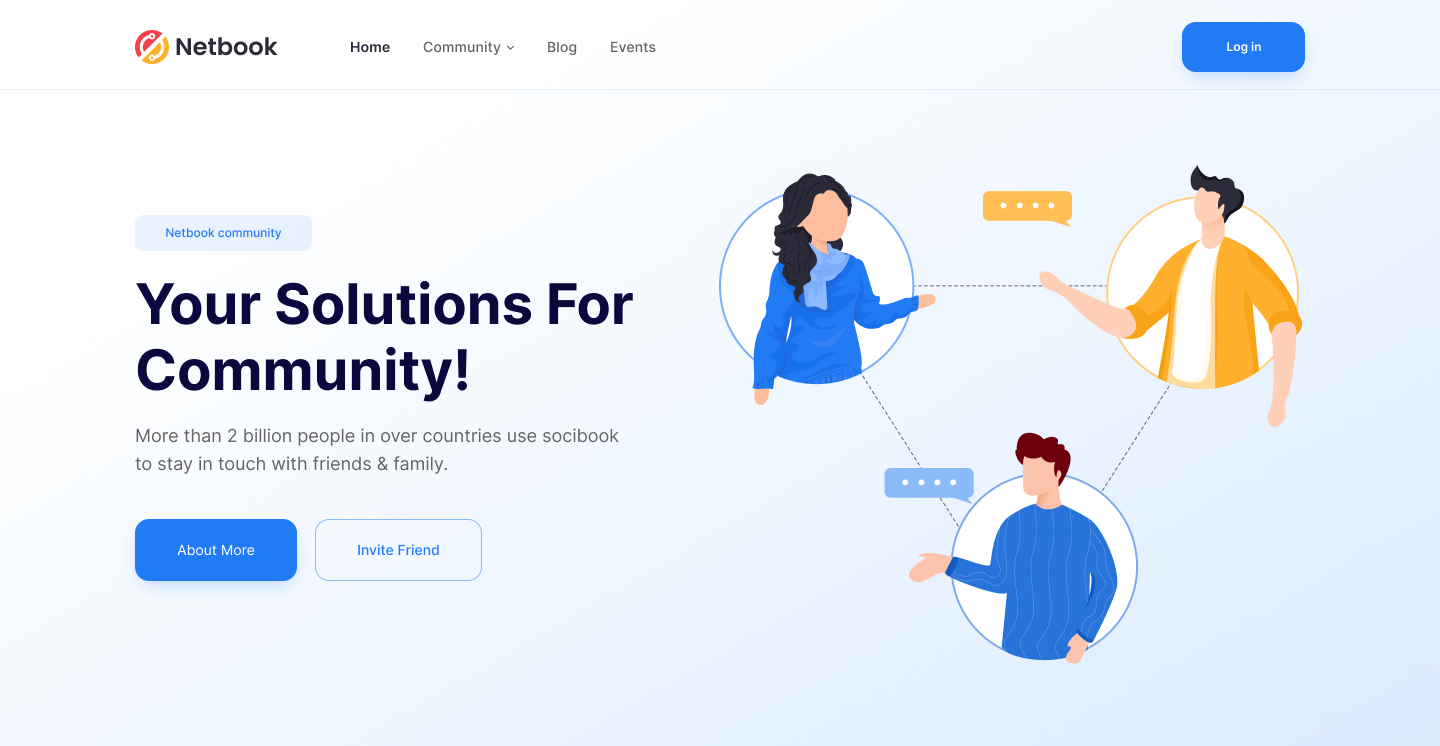 Netbook
Home
Community
Blog
Events
Log in
Netbook community
Your Solutions For
Community!
More than 2 billion people in over countries use socibook
to stay in touch with friends & family.
About More
Invite Friend